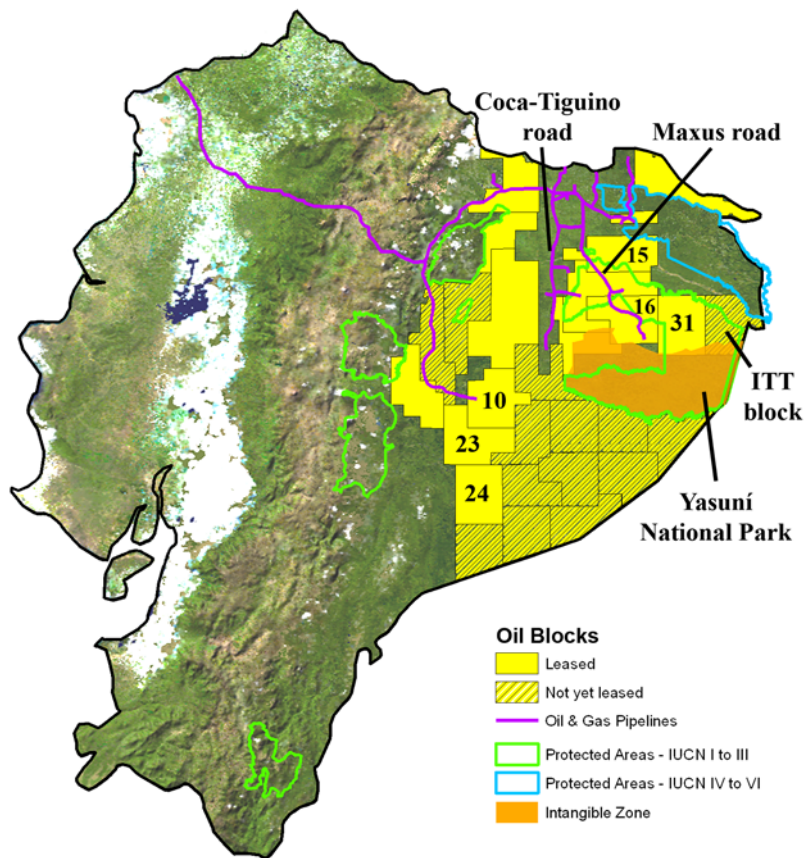 Coca-Tiguino
road
Maxus road
15
16
31
ITT
block
10
23
24
Yasuní
National Park
Oil Blocks
Leased
Not yet leased
Oil & Gas Pipelines
Protected Areas - IUCN I to III
Protected Areas - IUCN IV to VI
Intangible Zone